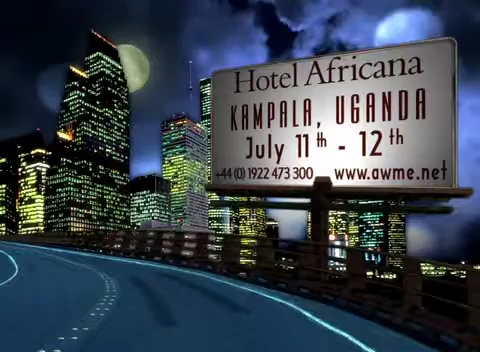 Hotel Africana
KAMPALA, UGANDA
July 11th - 12th
+44 (0) 1922 473 300 www.awme.net